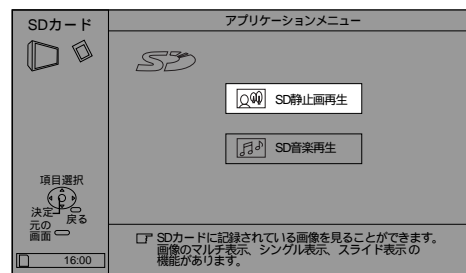 SDカード
アプリケーションメニュー
SD
SD静止画再生
SD音楽再生
項目選択
決定
戻る
元の
画面
16:00
SDカードに記録されている画像を見ることができます。
画像のマルチ表示、シングル表示、スライド表示の
機能があります。